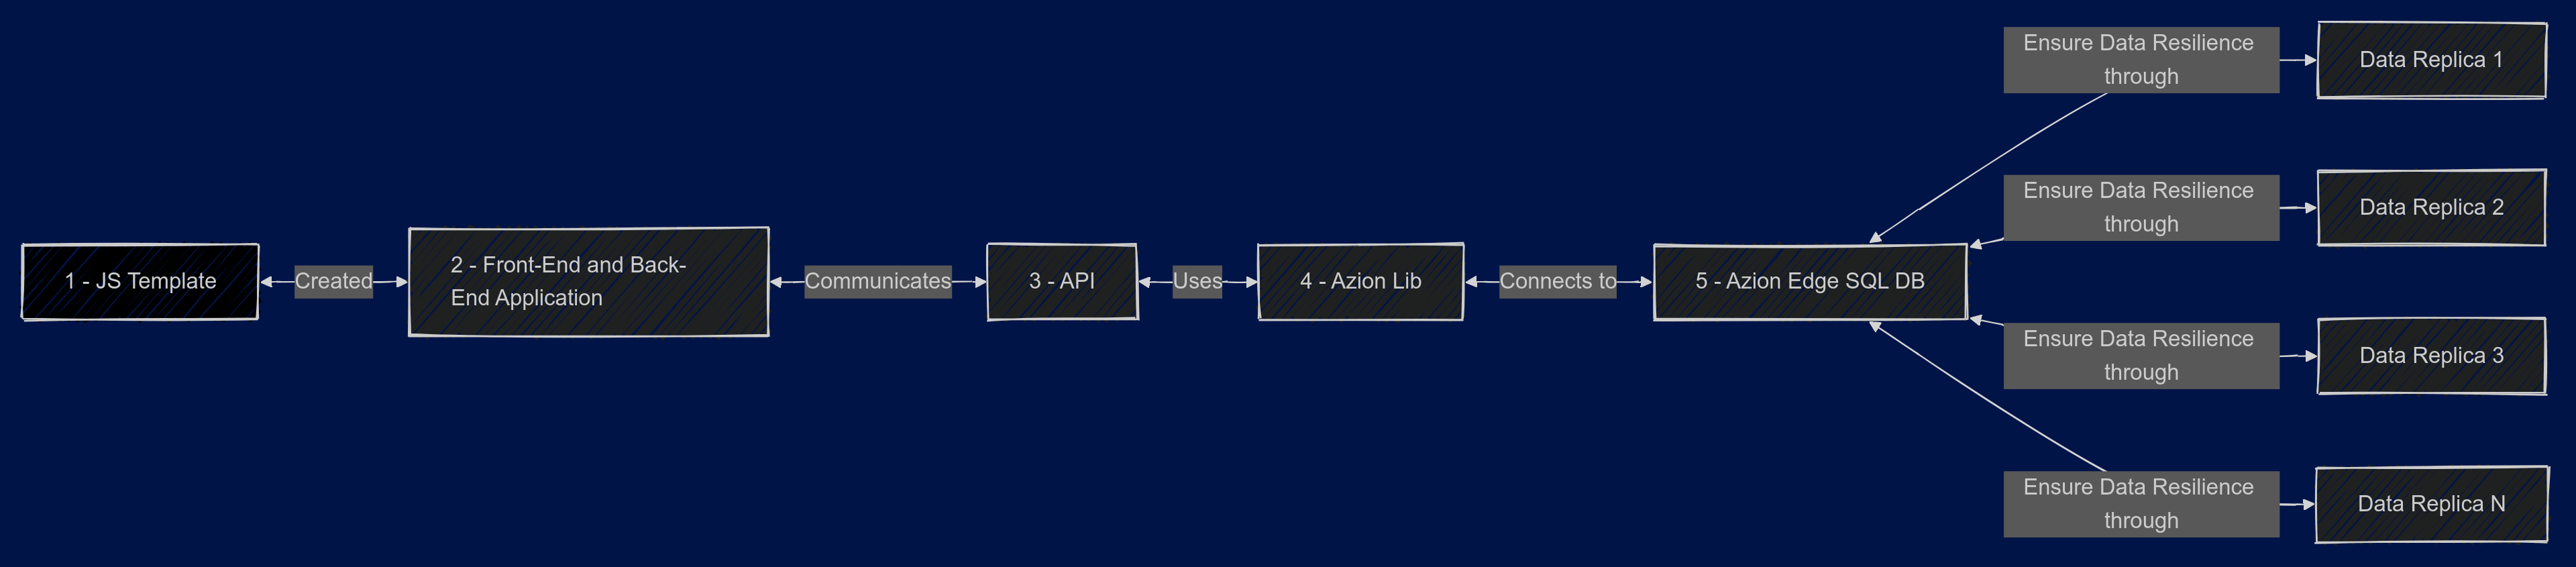 1 - JS Template
Created
2 - Front-End and Back-
End Application
Communicates
3 - API
Uses
4 - Azion Lib
Connects to
5 - Azion Edge SQL DB
Ensure Data Resilience
through
Data Replica 1
Ensure Data Resilience
through
Data Replica 2
Ensure Data Resilience
through
Data Replica 3
Ensure Data Resilience
through
Data Replica N